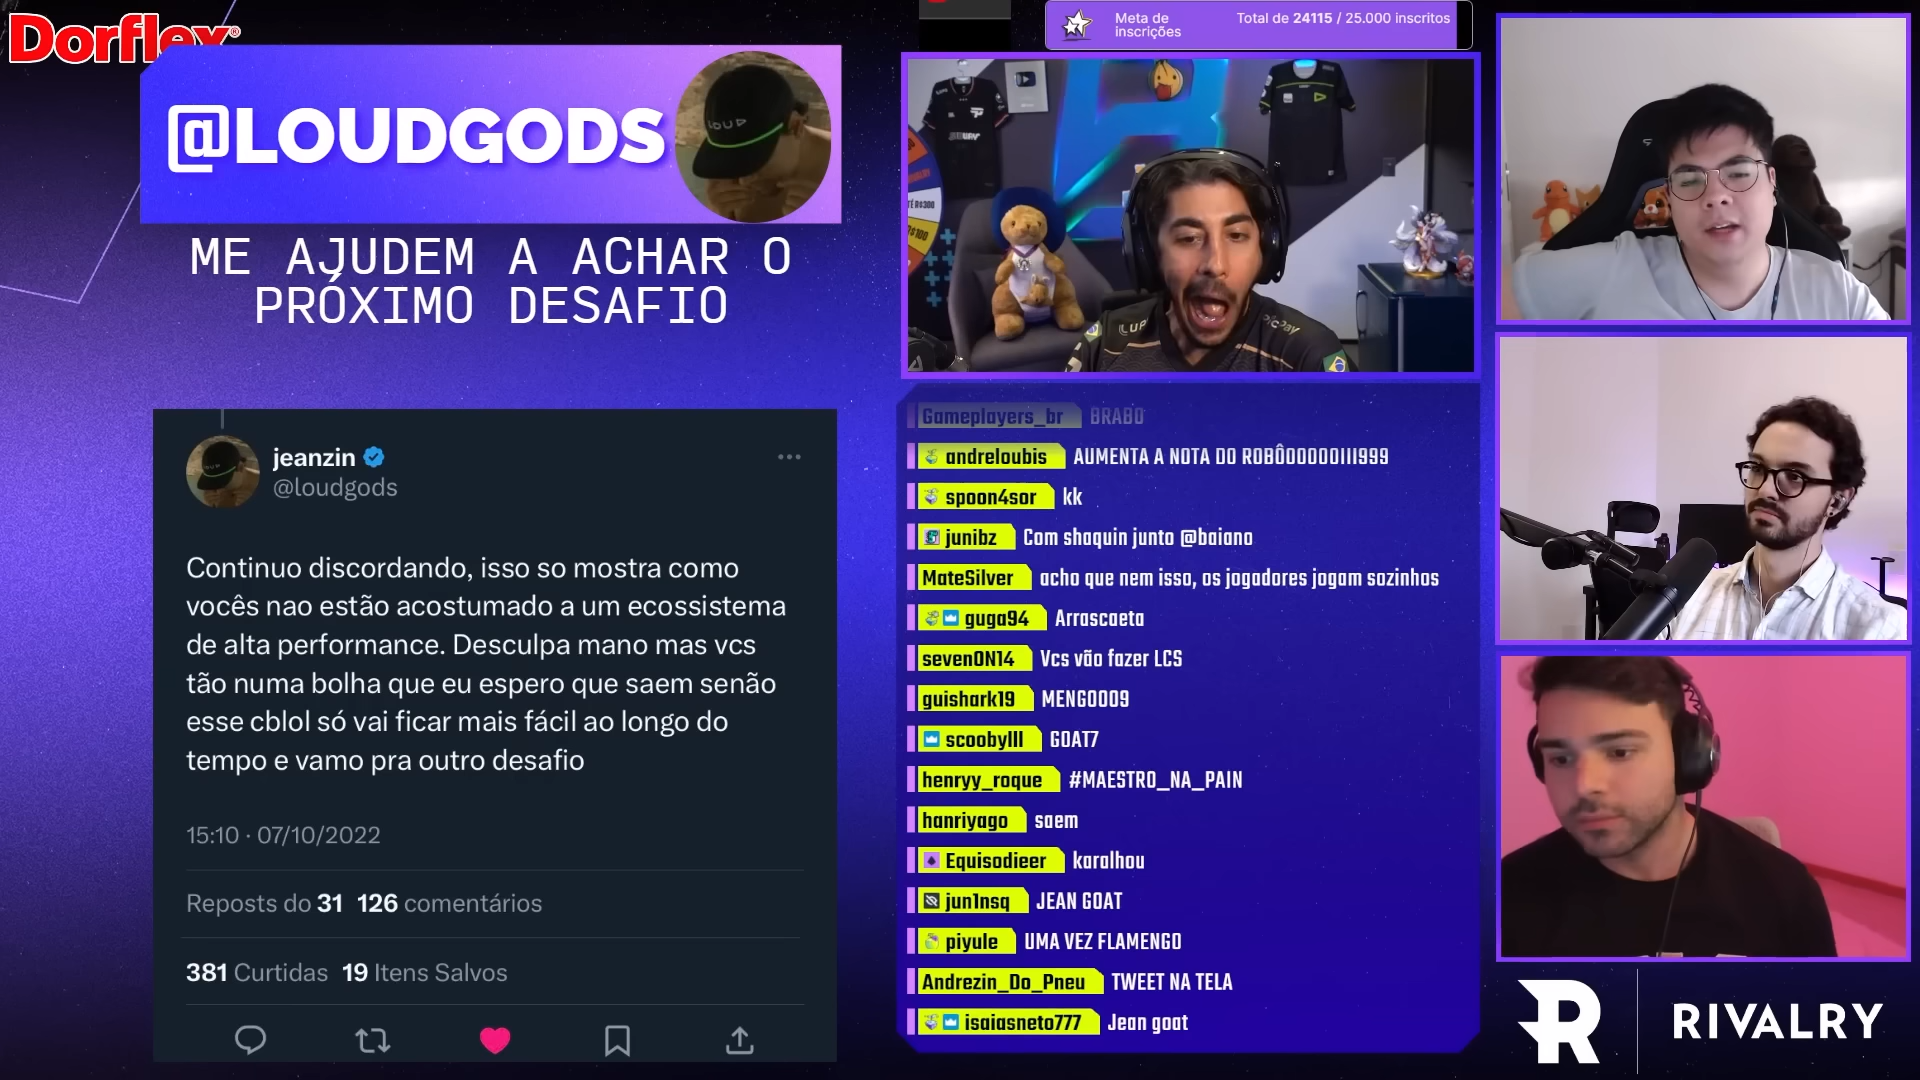 Dorflex®
@LOUDGODS
LOUD
ME AJUDEM A ACHAR O
PRÓXIMO DESAFIO
jeanzin
@loudgods
Continuo discordando, isso so mostra como
vocês nao estão acostumado a um ecossistema
de alta performance. Desculpa mano mas vcs
tão numa bolha que eu espero que saem senão
esse cblol só vai ficar mais fácil ao longo do
tempo e vamo pra outro desafio
15:10 · 07/10/2022
Reposts do 31 126 comentários
381 Curtidas 19 Itens Salvos
Meta de
inscrições
Total de 24115 / 25.000 inscritos
PicPay
Gameplayers_br BRABO
andreloubis AUMENTA A NOTA DO ROBÔOOOOOIII999
spoon4sor kk
junibz Com shaquin junto @baiano
MateSilver acho que nem isso, os jogadores jogam sozinhos
guga94 Arrascaeta
sevenON14 Vcs vão fazer LCS
guishark19 MENGOOO9
scoobylll GOAT7
henryy_roque #MAESTRO_NA_PAIN
hanriyago saem
Equisodieer karalhou
jun1nsq JEAN GOAT
piyule UMA VEZ FLAMENGO
Andrezin_Do_Pneu TWEET NA TELA
isaiasneto777 Jean goat
RIVALRY